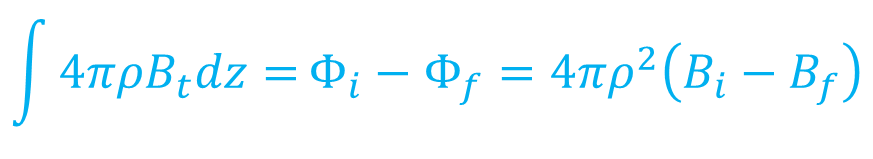 ∫ 4πρB_t dz = Φ_i − Φ_f = 4πρ²(B_i − B_f)